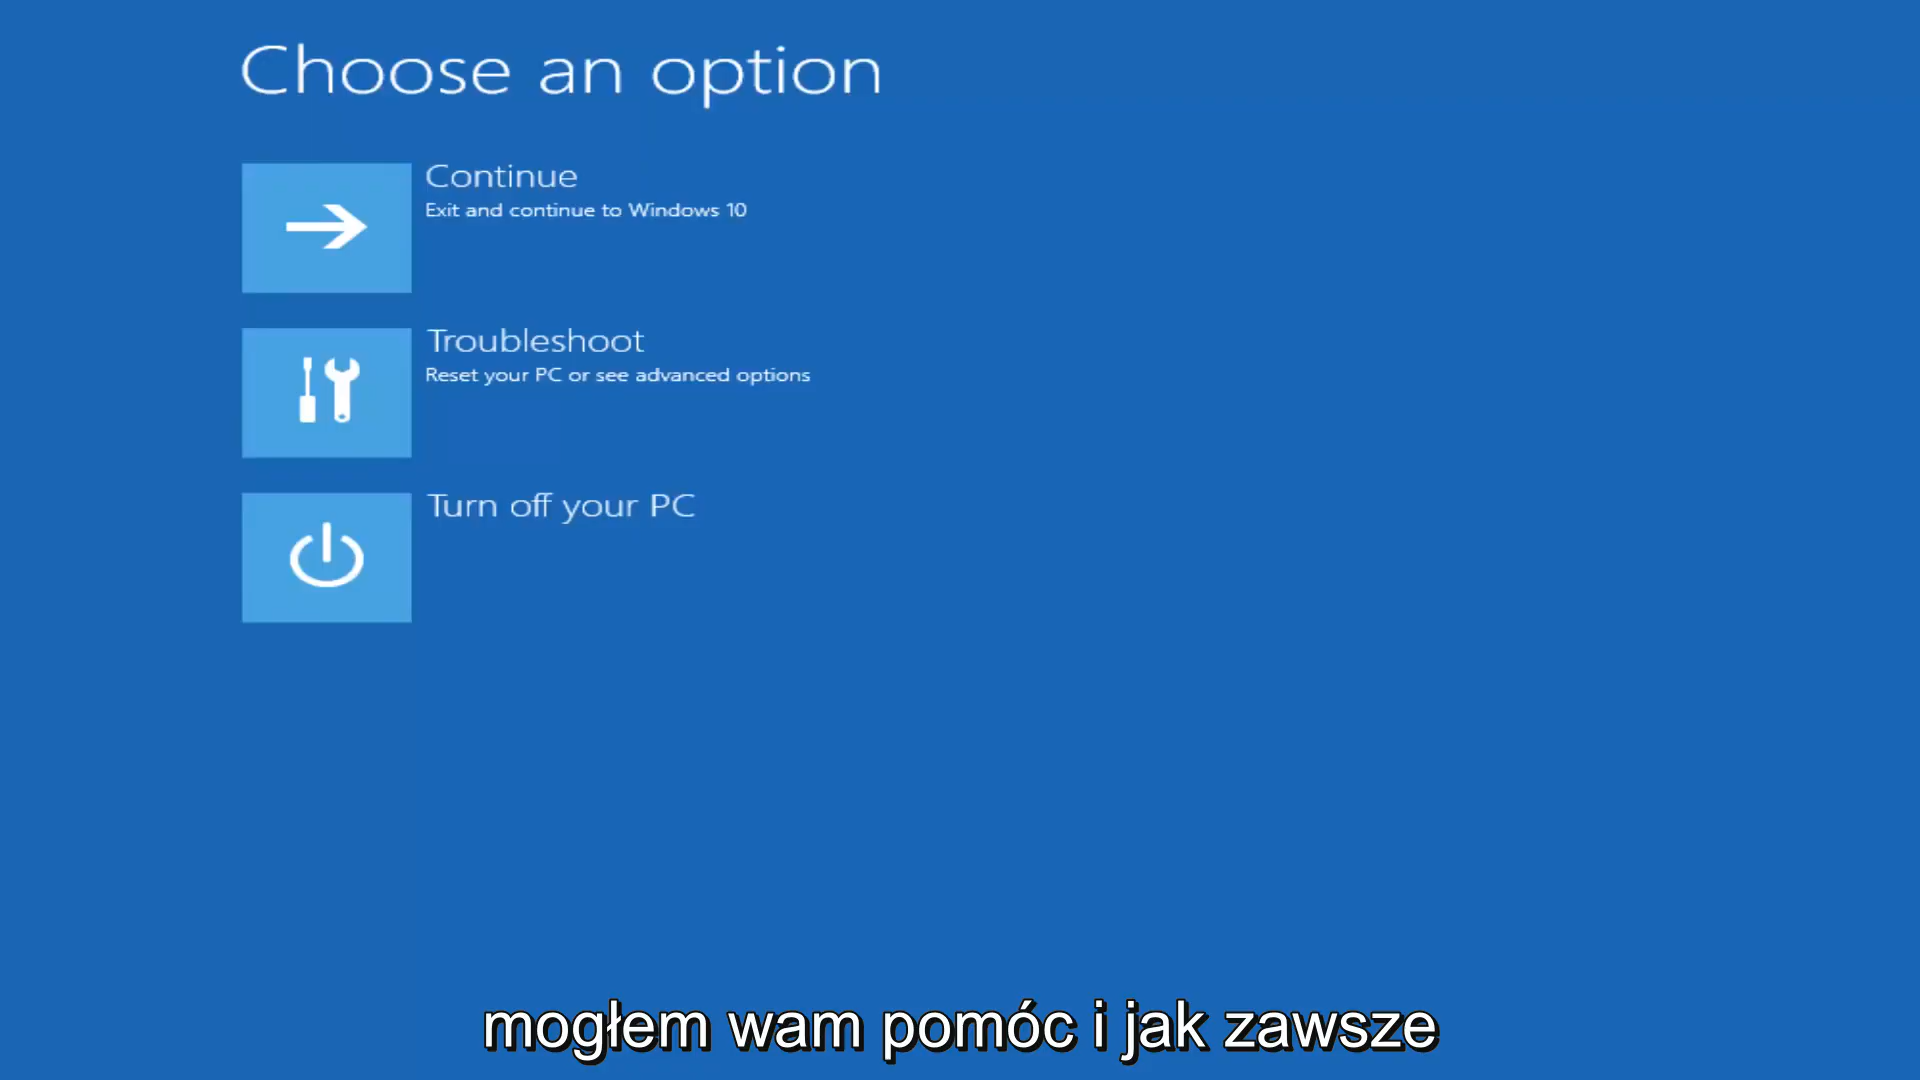 Choose an option
Continue
Exit and continue to Windows 10
Troubleshoot
Reset your PC or see advanced options
Turn off your PC
mogłem wam pomóc i jak zawsze